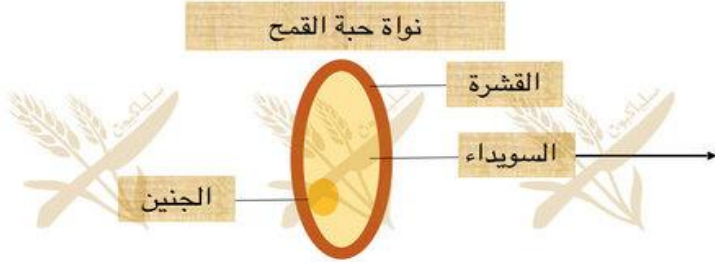 نواة حبة القمح
القشرة
السويداء
الجنين